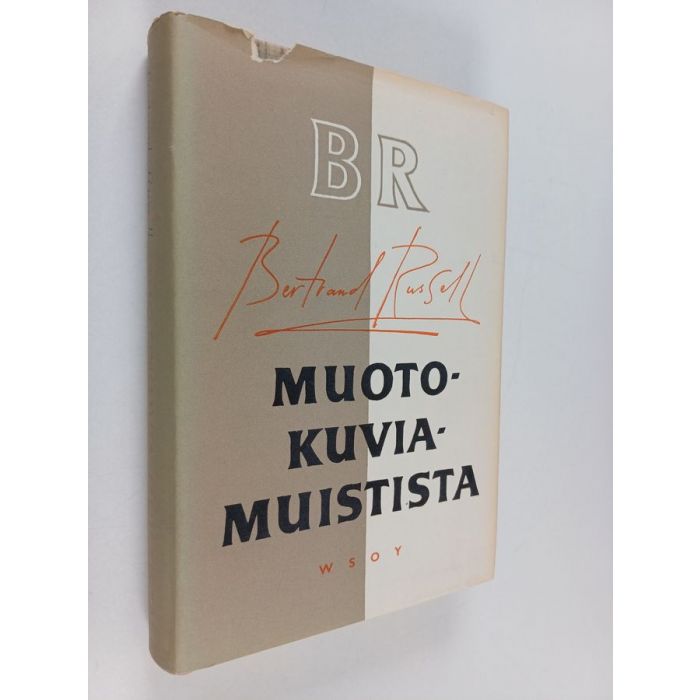 BR
Bertrand Russell
MUOTO-
KUVIA-
MUISTISTA
WSOY